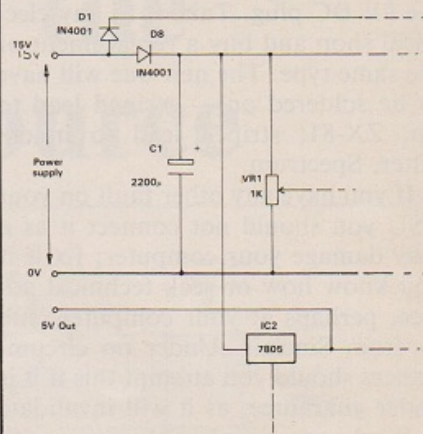 D1
IN4001
D8
15V
15V
IN4001
C1
+
2200µ
Power
supply
VR1
1K
0V
5V Out
IC2
7805